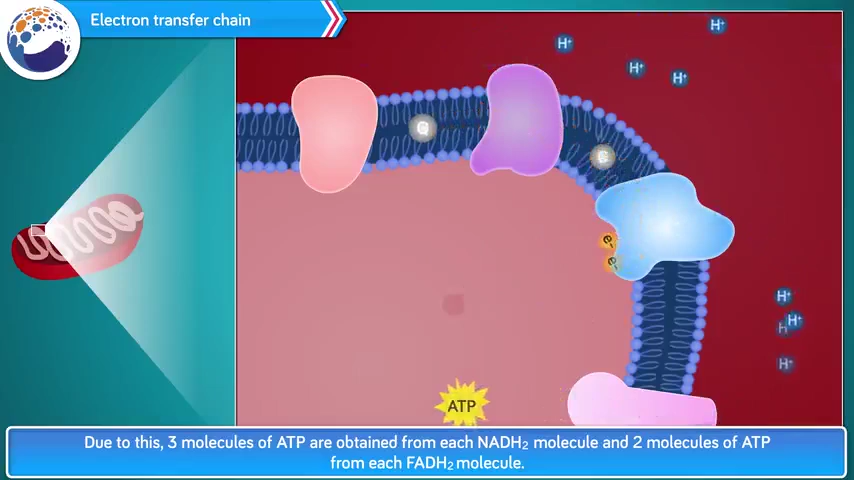 Electron transfer chain
H⁺
H⁺
H⁺
H⁺
Q
e⁻
e⁻
H⁺
H⁺
H
H⁺
ATP
Due to this, 3 molecules of ATP are obtained from each NADH₂ molecule and 2 molecules of ATP
from each FADH₂ molecule.